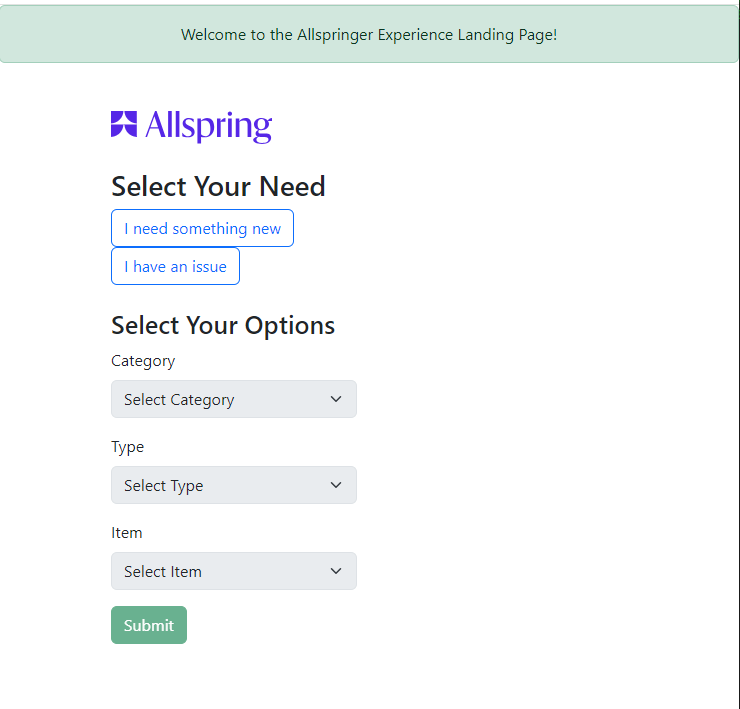 Welcome to the Allspringer Experience Landing Page!
Allspring
Select Your Need
I need something new
I have an issue
Select Your Options
Category
Select Category
Type
Select Type
Item
Select Item
Submit